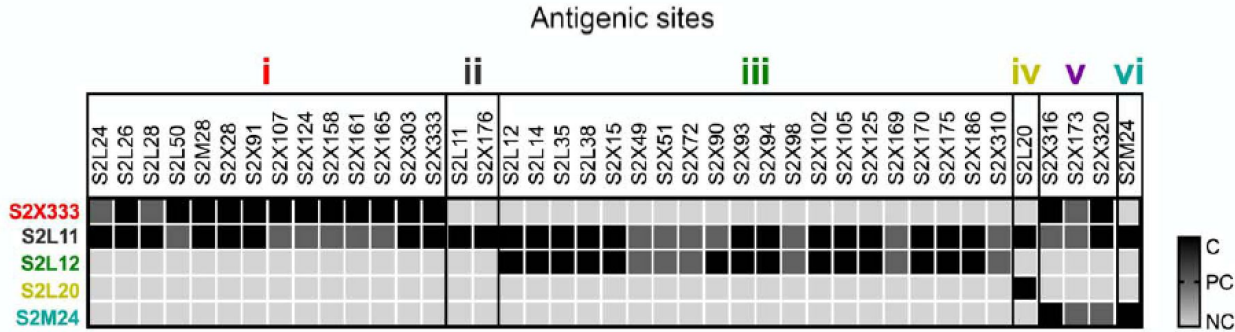 Antigenic sites
i ii iii iv v vi
S2L24 S2L26 S2L28 S2L50 S2M28 S2X28 S2X91 S2X107 S2X124 S2X158 S2X161 S2X165 S2X303 S2X333 S2L11 S2X176 S2L12 S2L14 S2L35 S2L38 S2X15 S2X49 S2X51 S2X72 S2X90 S2X93 S2X94 S2X98 S2X102 S2X105 S2X125 S2X169 S2X170 S2X175 S2X186 S2X310 S2L20 S2X316 S2X173 S2X320 S2M24
S2X333
S2L11
S2L12
S2L20
S2M24
C
PC
NC